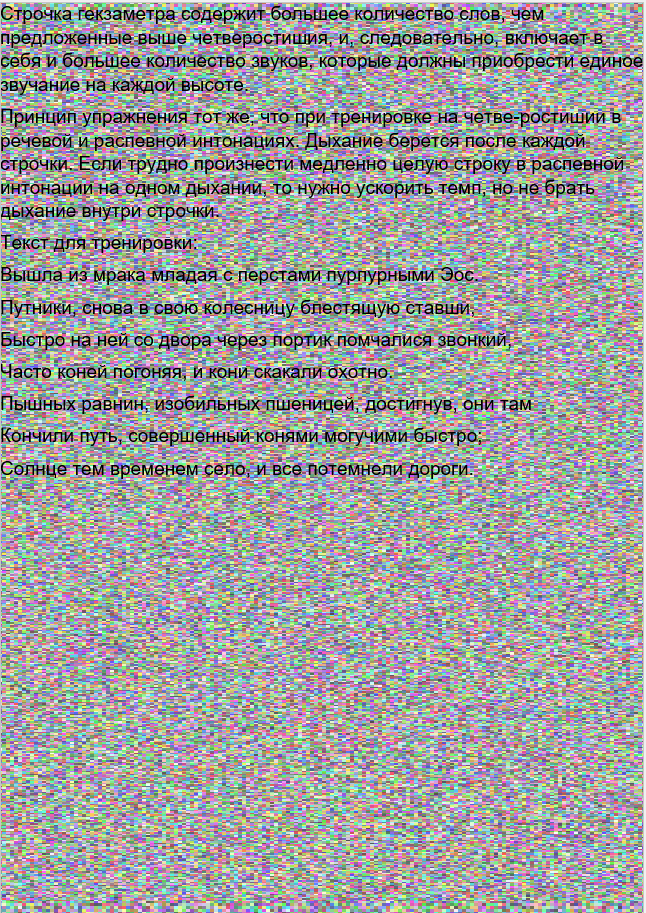 Строчка гекзаметра содержит большее количество слов, чем
предложенные выше четверостишия, и, следовательно, включает в
себя и большее количество звуков, которые должны приобрести единое
звучание на каждой высоте.
Принцип упражнения тот же, что при тренировке на четве-ростишии в
речевой и распевной интонациях. Дыхание берется после каждой
строчки. Если трудно произнести медленно целую строку в распевной
интонации на одном дыхании, то нужно ускорить темп, но не брать
дыхание внутри строчки.
Текст для тренировки:
Вышла из мрака младая с перстами пурпурными Эос.
Путники, снова в свою колесницу блестящую ставши,
Быстро на ней со двора через портик помчалися звонкий,
Часто коней погоняя, и кони скакали охотно.
Пышных равнин, изобильных пшеницей, достигнув, они там
Кончили путь, совершенный конями могучими быстро;
Солнце тем временем село, и все потемнели дороги.